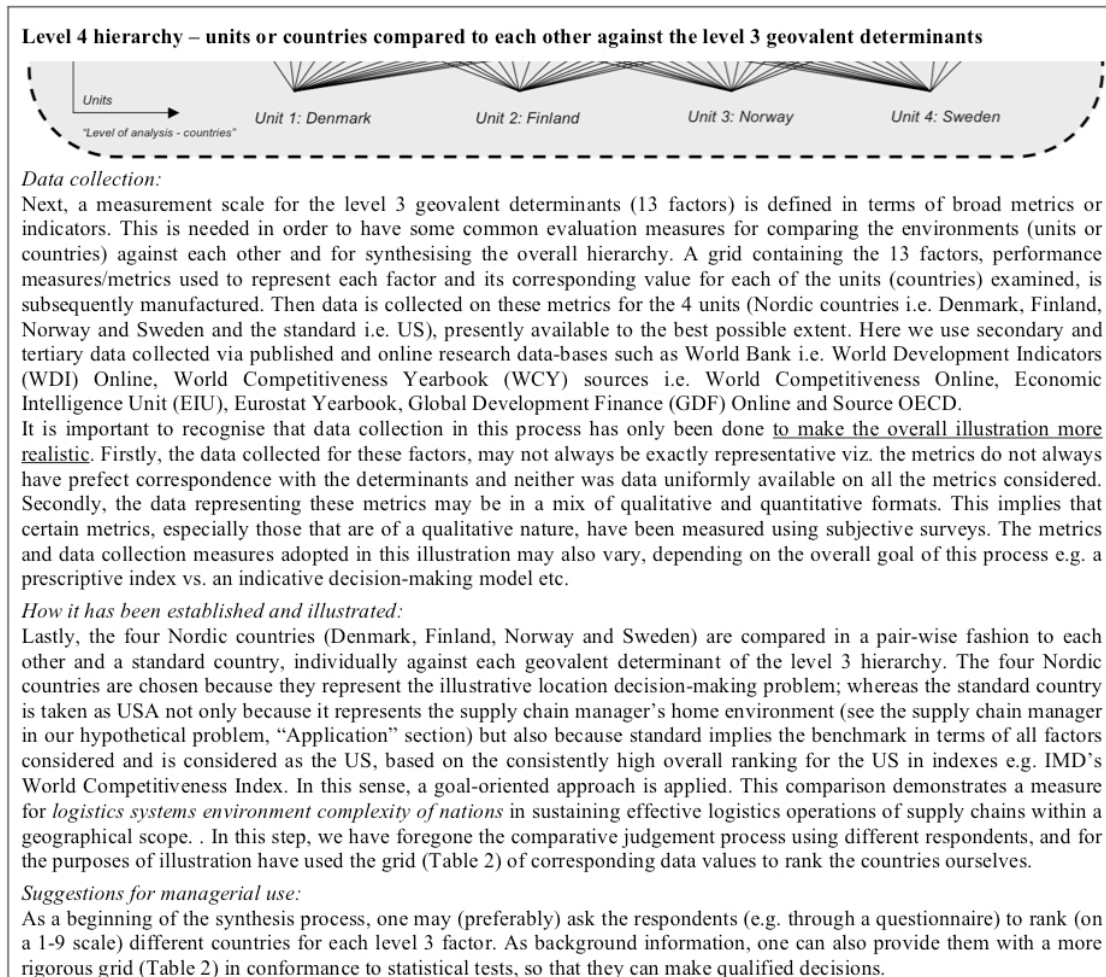 Level 4 hierarchy – units or countries compared to each other against the level 3 geovalent determinants
Units
"Level of analysis - countries"
Unit 1: Denmark
Unit 2: Finland
Unit 3: Norway
Unit 4: Sweden
Data collection:
Next, a measurement scale for the level 3 geovalent determinants (13 factors) is defined in terms of broad metrics or
indicators. This is needed in order to have some common evaluation measures for comparing the environments (units or
countries) against each other and for synthesising the overall hierarchy. A grid containing the 13 factors, performance
measures/metrics used to represent each factor and its corresponding value for each of the units (countries) examined, is
subsequently manufactured. Then data is collected on these metrics for the 4 units (Nordic countries i.e. Denmark, Finland,
Norway and Sweden and the standard i.e. US), presently available to the best possible extent. Here we use secondary and
tertiary data collected via published and online research data-bases such as World Bank i.e. World Development Indicators
(WDI) Online, World Competitiveness Yearbook (WCY) sources i.e. World Competitiveness Online, Economic
Intelligence Unit (EIU), Eurostat Yearbook, Global Development Finance (GDF) Online and Source OECD.
It is important to recognise that data collection in this process has only been done to make the overall illustration more
realistic. Firstly, the data collected for these factors, may not always be exactly representative viz. the metrics do not always
have prefect correspondence with the determinants and neither was data uniformly available on all the metrics considered.
Secondly, the data representing these metrics may be in a mix of qualitative and quantitative formats. This implies that
certain metrics, especially those that are of a qualitative nature, have been measured using subjective surveys. The metrics
and data collection measures adopted in this illustration may also vary, depending on the overall goal of this process e.g. a
prescriptive index vs. an indicative decision-making model etc.
How it has been established and illustrated:
Lastly, the four Nordic countries (Denmark, Finland, Norway and Sweden) are compared in a pair-wise fashion to each
other and a standard country, individually against each geovalent determinant of the level 3 hierarchy. The four Nordic
countries are chosen because they represent the illustrative location decision-making problem; whereas the standard country
is taken as USA not only because it represents the supply chain manager's home environment (see the supply chain manager
in our hypothetical problem, "Application" section) but also because standard implies the benchmark in terms of all factors
considered and is considered as the US, based on the consistently high overall ranking for the US in indexes e.g. IMD's
World Competitiveness Index. In this sense, a goal-oriented approach is applied. This comparison demonstrates a measure
for logistics systems environment complexity of nations in sustaining effective logistics operations of supply chains within a
geographical scope. . In this step, we have foregone the comparative judgement process using different respondents, and for
the purposes of illustration have used the grid (Table 2) of corresponding data values to rank the countries ourselves.
Suggestions for managerial use:
As a beginning of the synthesis process, one may (preferably) ask the respondents (e.g. through a questionnaire) to rank (on
a 1-9 scale) different countries for each level 3 factor. As background information, one can also provide them with a more
rigorous grid (Table 2) in conformance to statistical tests, so that they can make qualified decisions.